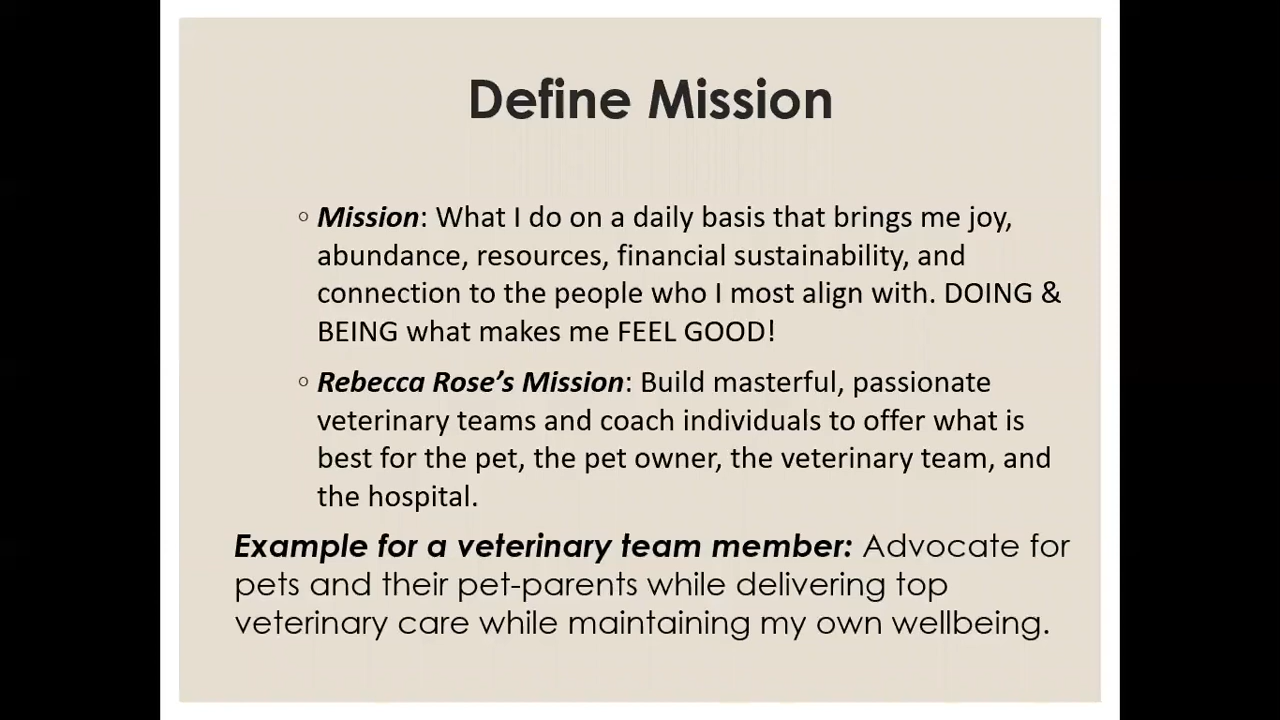 Define Mission
◦ Mission: What I do on a daily basis that brings me joy,
abundance, resources, financial sustainability, and
connection to the people who I most align with. DOING &
BEING what makes me FEEL GOOD!
◦ Rebecca Rose’s Mission: Build masterful, passionate
veterinary teams and coach individuals to offer what is
best for the pet, the pet owner, the veterinary team, and
the hospital.
Example for a veterinary team member: Advocate for
pets and their pet-parents while delivering top
veterinary care while maintaining my own wellbeing.